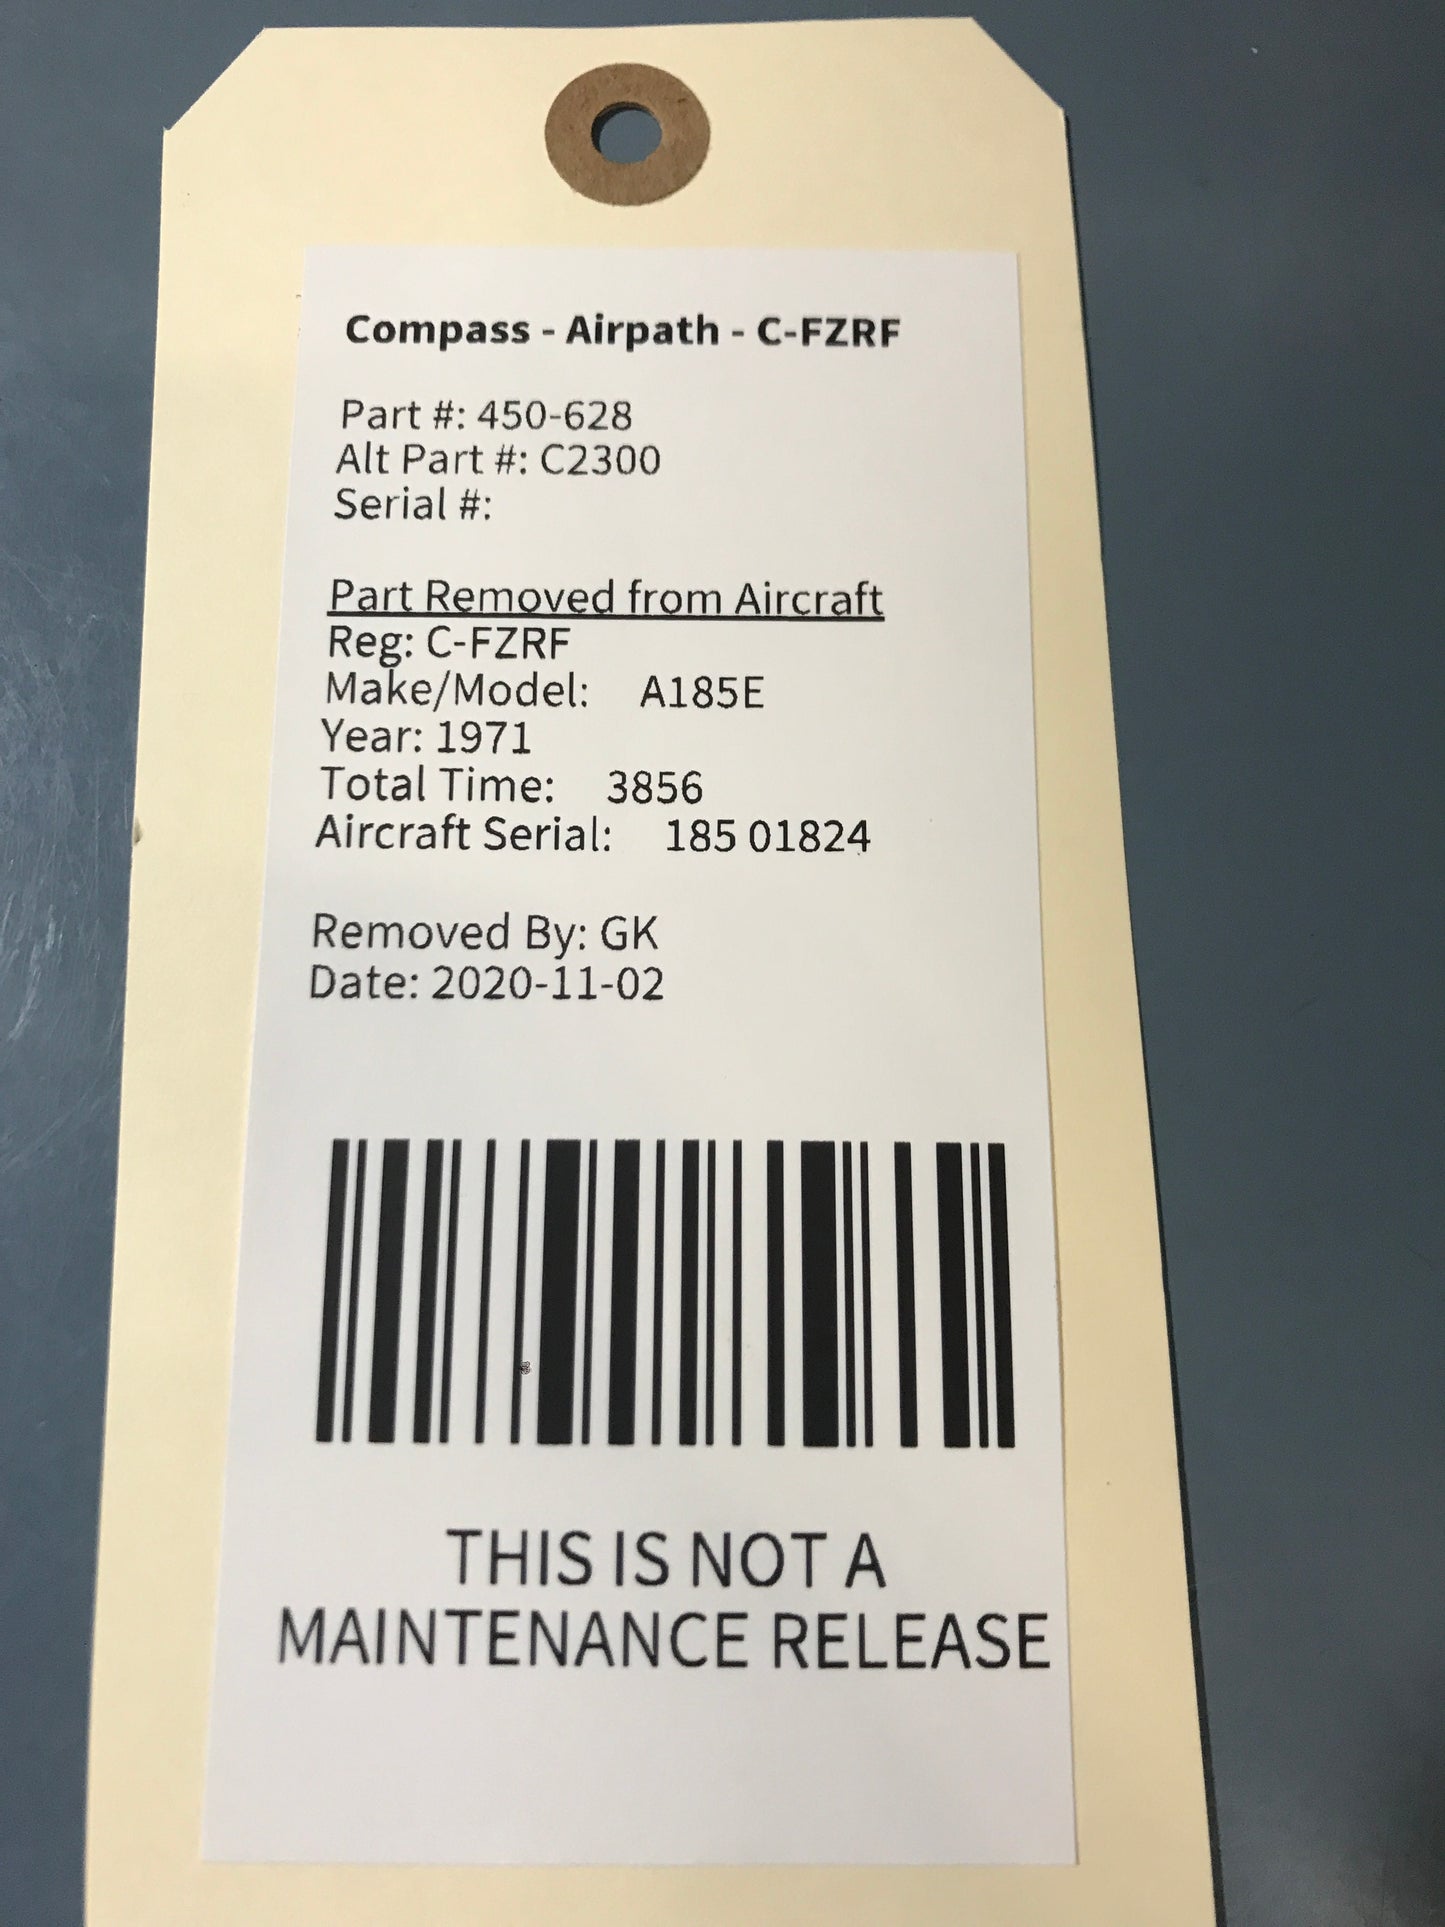 Compass - Airpath - C-FZRF
Part #: 450-628
Alt Part #: C2300
Serial #:
Part Removed from Aircraft
Reg: C-FZRF
Make/Model: A185E
Year: 1971
Total Time: 3856
Aircraft Serial: 185 01824
Removed By: GK
Date: 2020-11-02
THIS IS NOT A
MAINTENANCE RELEASE